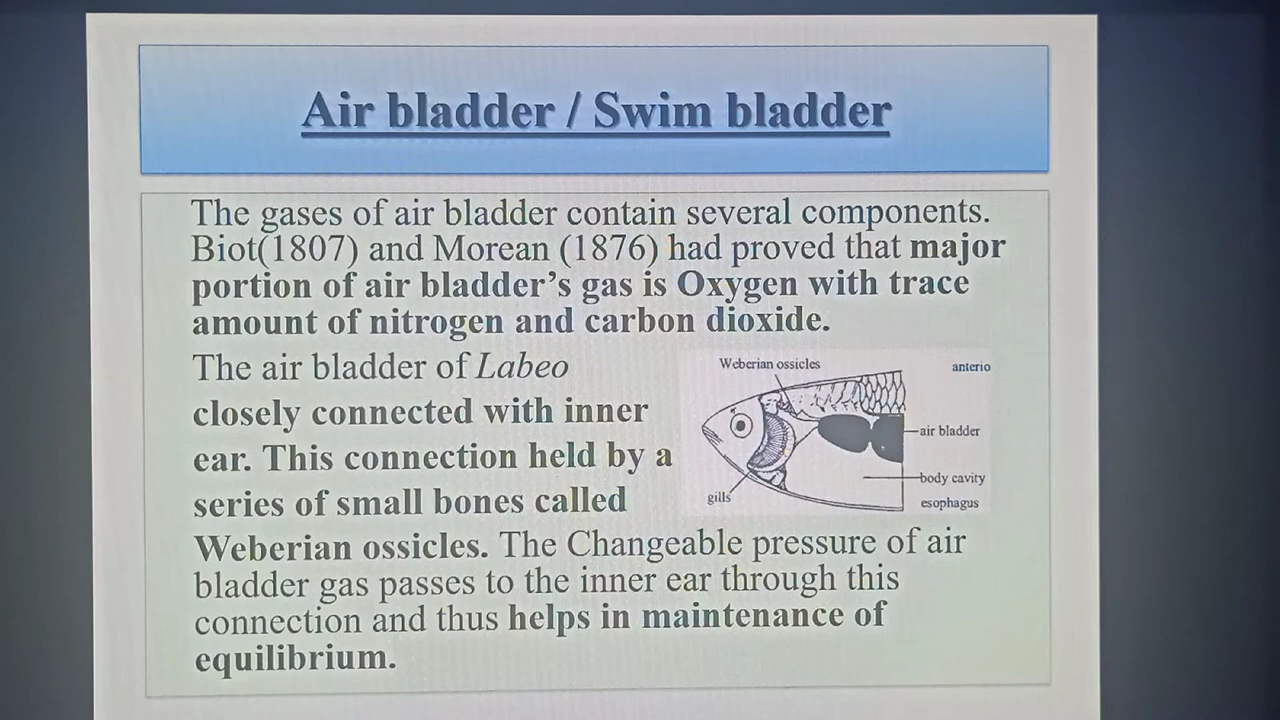 Air bladder / Swim bladder
The gases of air bladder contain several components.
Biot(1807) and Morean (1876) had proved that major
portion of air bladder's gas is Oxygen with trace
amount of nitrogen and carbon dioxide.
The air bladder of Labeo
closely connected with inner
ear. This connection held by a
series of small bones called
Weberian ossicles. The Changeable pressure of air
bladder gas passes to the inner ear through this
connection and thus helps in maintenance of
equilibrium.
Weberian ossicles
anterio
air bladder
body cavity
gills
esophagus